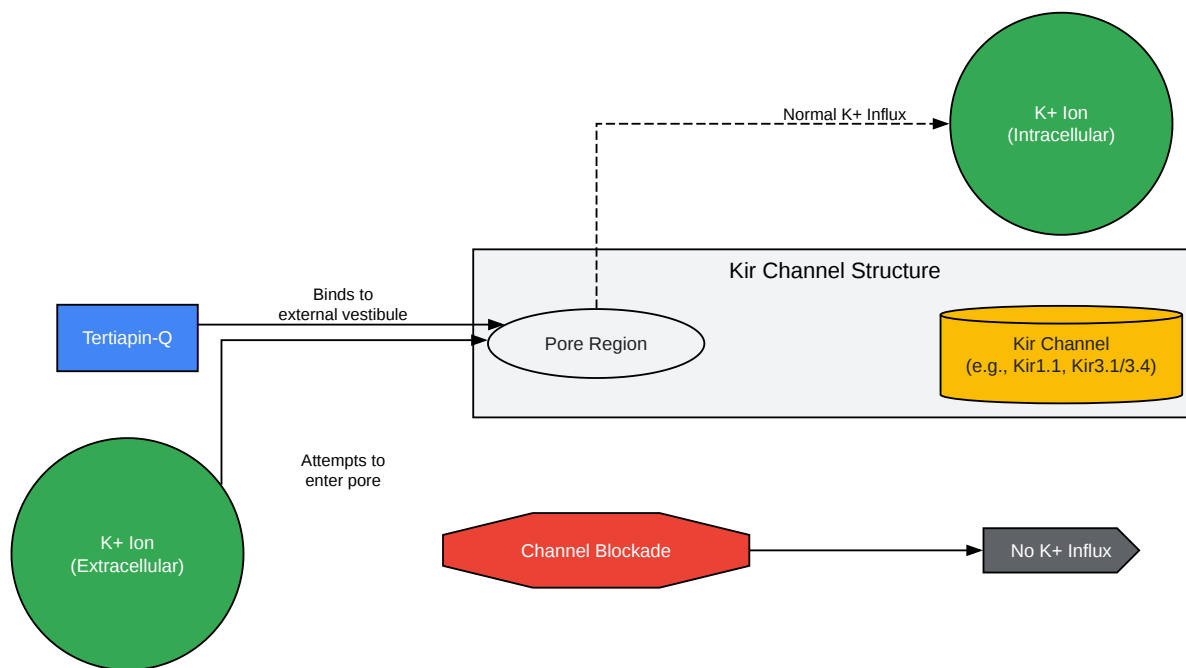 K+ Ion
(Intracellular)
Normal K+ Influx
Kir Channel Structure
Binds to
external vestibule
Tertiapin-Q
Pore Region
Kir Channel
(e.g., Kir1.1, Kir3.1/3.4)
Attempts to
enter pore
K+ Ion
(Extracellular)
Channel Blockade
No K+ Influx